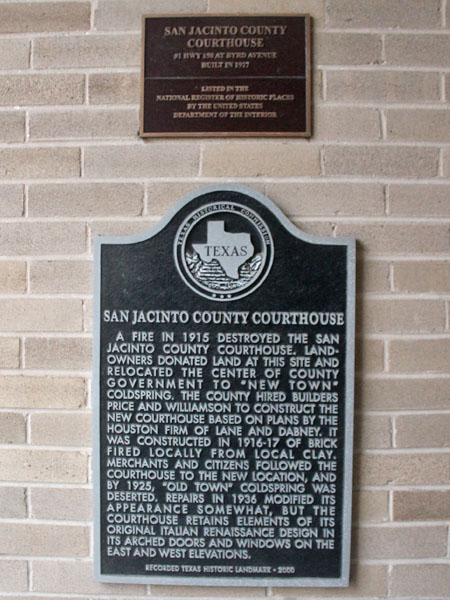 SAN JACINTO COUNTY
COURTHOUSE
#1 HWY 150 AT BYRD AVENUE
BUILT IN 1917
LISTED IN THE
NATIONAL REGISTER OF HISTORIC PLACES
BY THE UNITED STATES
DEPARTMENT OF THE INTERIOR
TEXAS HISTORICAL COMMISSION
TEXAS
SAN JACINTO COUNTY COURTHOUSE
A FIRE IN 1915 DESTROYED THE SAN
JACINTO COUNTY COURTHOUSE. LAND-
OWNERS DONATED LAND AT THIS SITE AND
RELOCATED THE CENTER OF COUNTY
GOVERNMENT TO "NEW TOWN"
COLDSPRING. THE COUNTY HIRED BUILDERS
PRICE AND WILLIAMSON TO CONSTRUCT THE
NEW COURTHOUSE BASED ON PLANS BY THE
HOUSTON FIRM OF LANE AND DABNEY. IT
WAS CONSTRUCTED IN 1916-17 OF BRICK
FIRED LOCALLY FROM LOCAL CLAY.
MERCHANTS AND CITIZENS FOLLOWED THE
COURTHOUSE TO THE NEW LOCATION, AND
BY 1925, "OLD TOWN" COLDSPRING WAS
DESERTED. REPAIRS IN 1936 MODIFIED ITS
APPEARANCE SOMEWHAT, BUT THE
COURTHOUSE RETAINS ELEMENTS OF ITS
ORIGINAL ITALIAN RENAISSANCE DESIGN IN
ITS ARCHED DOORS AND WINDOWS ON THE
EAST AND WEST ELEVATIONS.
RECORDED TEXAS HISTORIC LANDMARK - 2000